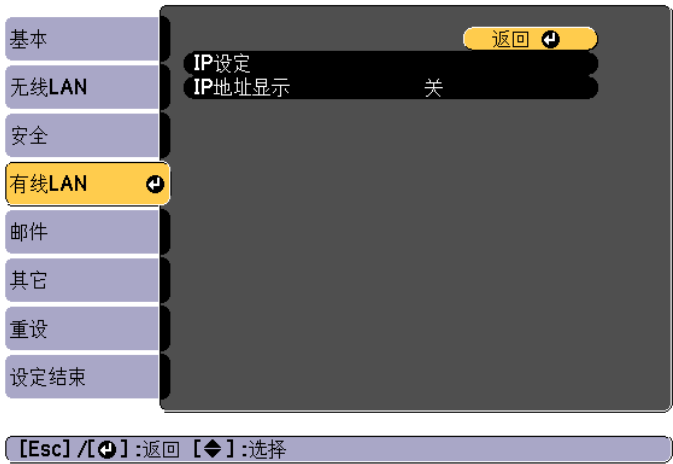 基本
无线LAN
安全
有线LAN
邮件
其它
重设
设定结束
返回
IP设定
IP地址显示 关
[Esc] /[⏎] :返回 [◆] :选择